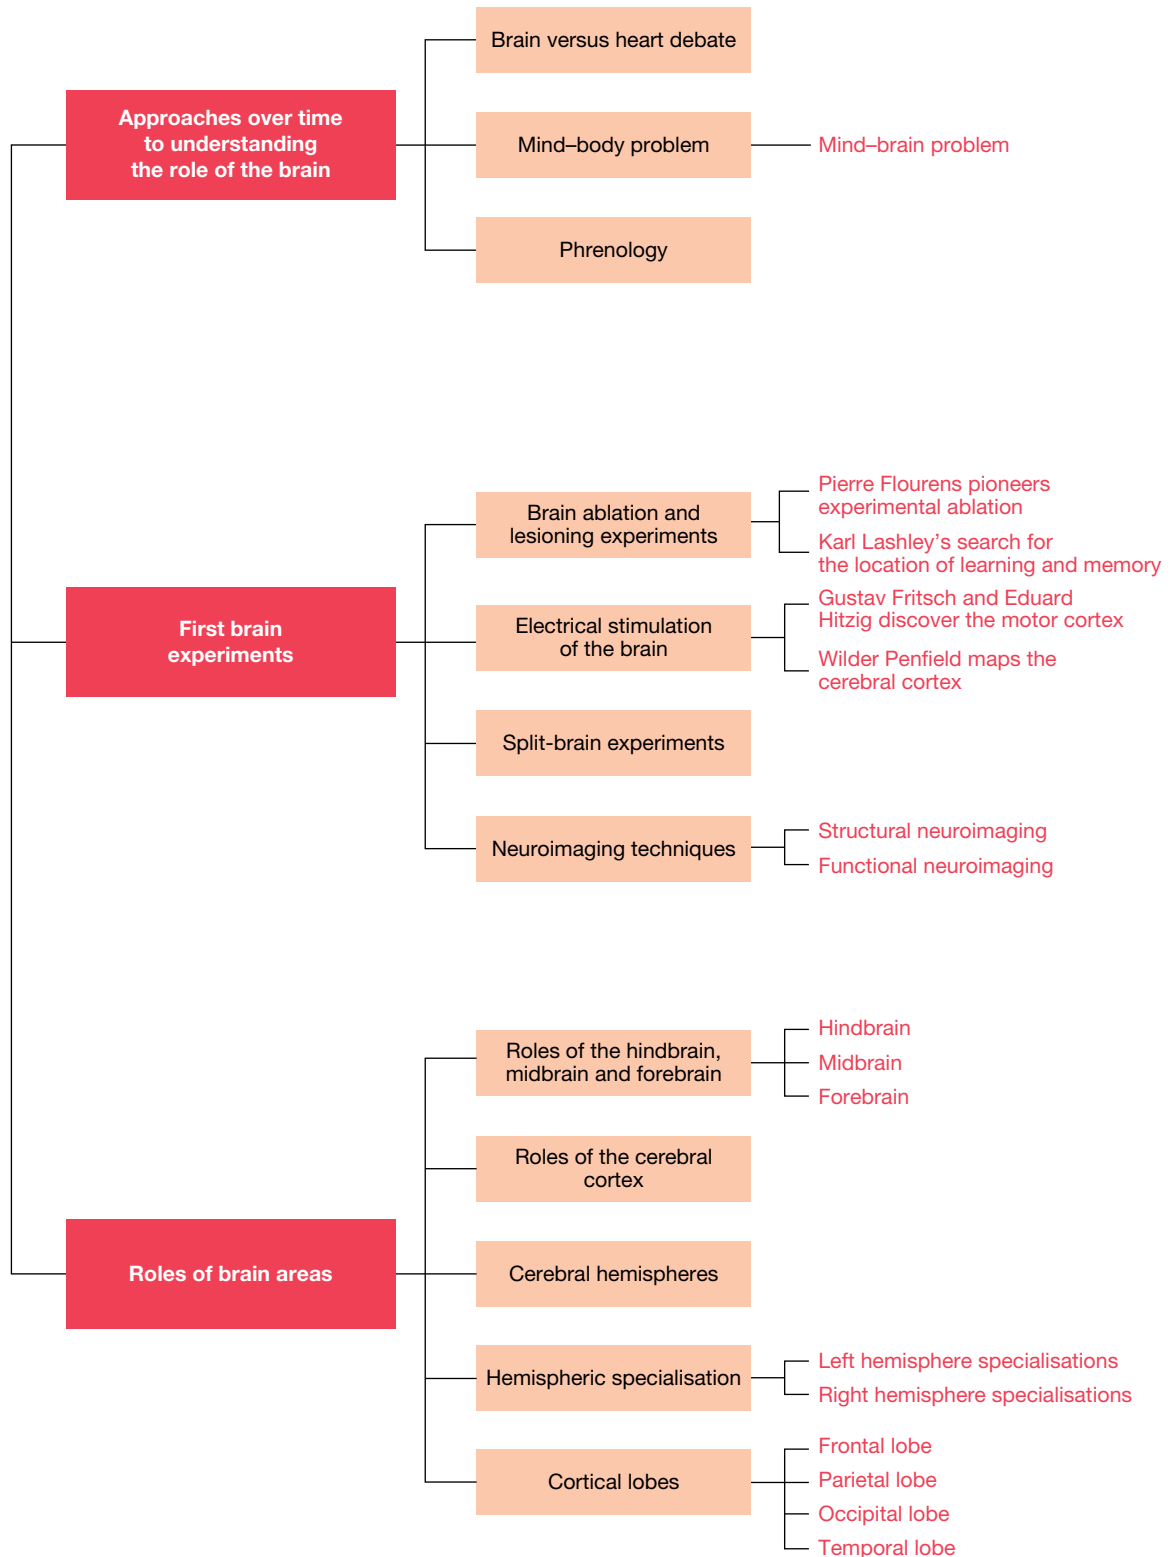 Brain versus heart debate
Approaches over time
to understanding
the role of the brain
Mind–body problem
Mind–brain problem
Phrenology
Brain ablation and
lesioning experiments
Pierre Flourens pioneers
experimental ablation
Karl Lashley's search for
the location of learning and memory
First brain
experiments
Electrical stimulation
of the brain
Gustav Fritsch and Eduard
Hitzig discover the motor cortex
Wilder Penfield maps the
cerebral cortex
Split-brain experiments
Neuroimaging techniques
Structural neuroimaging
Functional neuroimaging
Roles of the hindbrain,
midbrain and forebrain
Hindbrain
Midbrain
Forebrain
Roles of the cerebral
cortex
Roles of brain areas
Cerebral hemispheres
Hemispheric specialisation
Left hemisphere specialisations
Right hemisphere specialisations
Cortical lobes
Frontal lobe
Parietal lobe
Occipital lobe
Temporal lobe